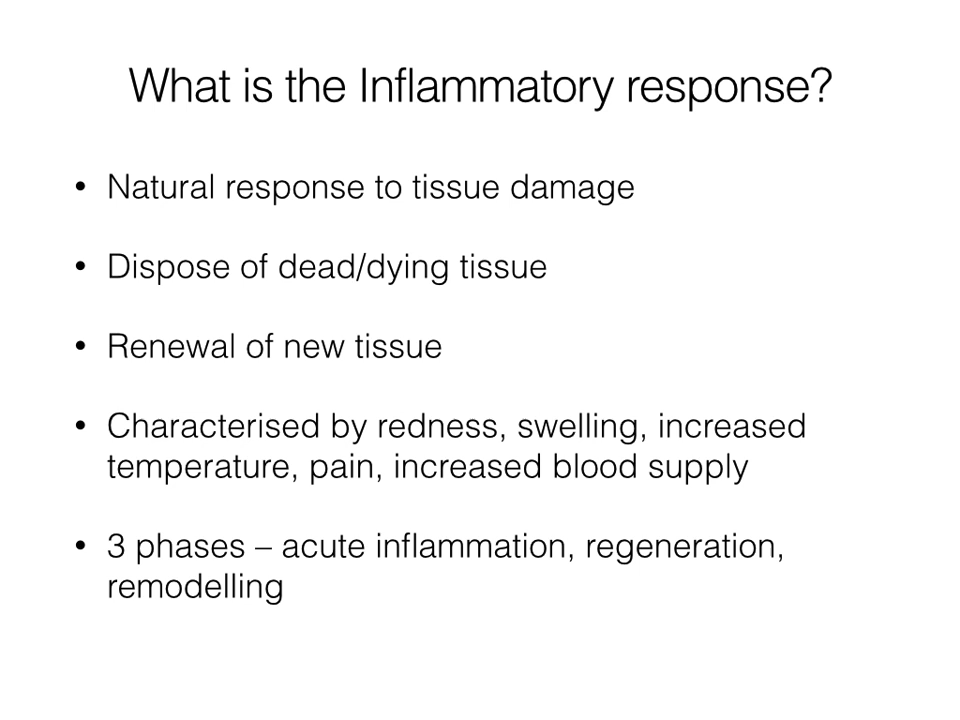 What is the Inflammatory response?
• Natural response to tissue damage
• Dispose of dead/dying tissue
• Renewal of new tissue
• Characterised by redness, swelling, increased
temperature, pain, increased blood supply
• 3 phases – acute inflammation, regeneration,
remodelling